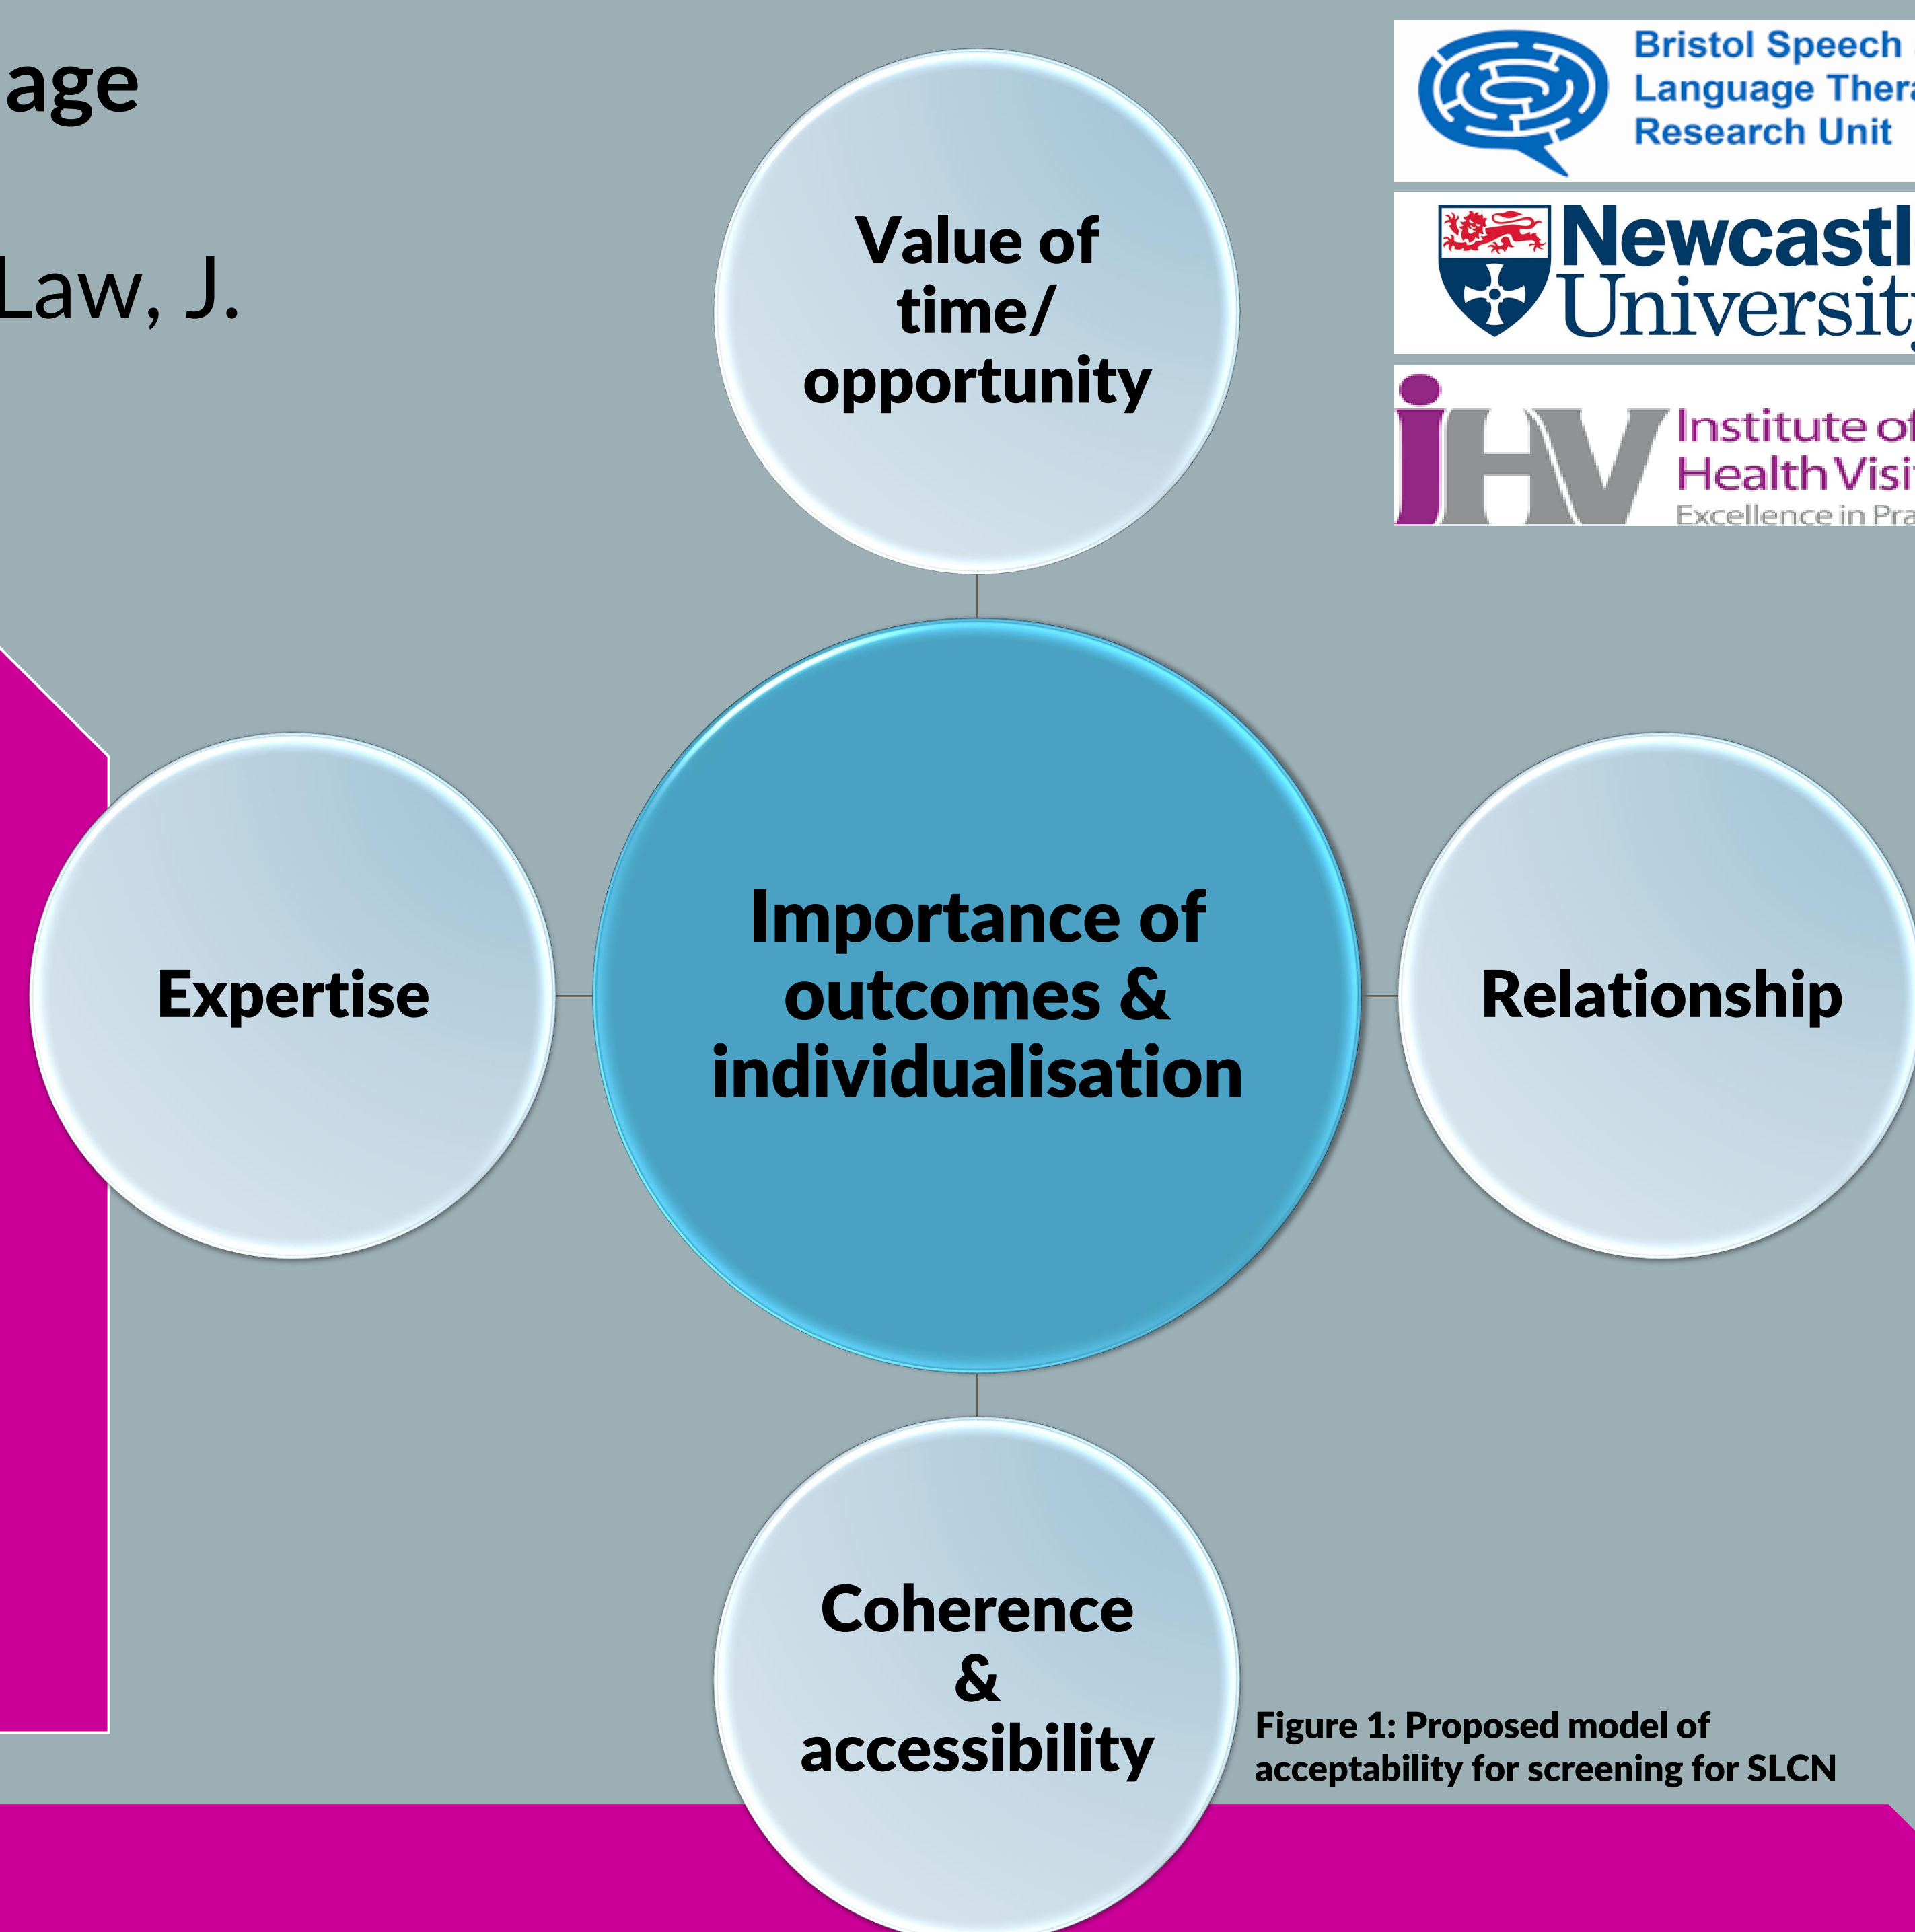 age
Law, J.
Bristol Speech
Language Thera
Research Unit
Newcastl
University
iHV
Institute of
Health Visi
Excellence in Pra
Value of
time/
opportunity
Expertise
Importance of
outcomes &
individualisation
Relationship
Coherence
&
accessibility
Figure 1: Proposed model of
acceptability for screening for SLCN